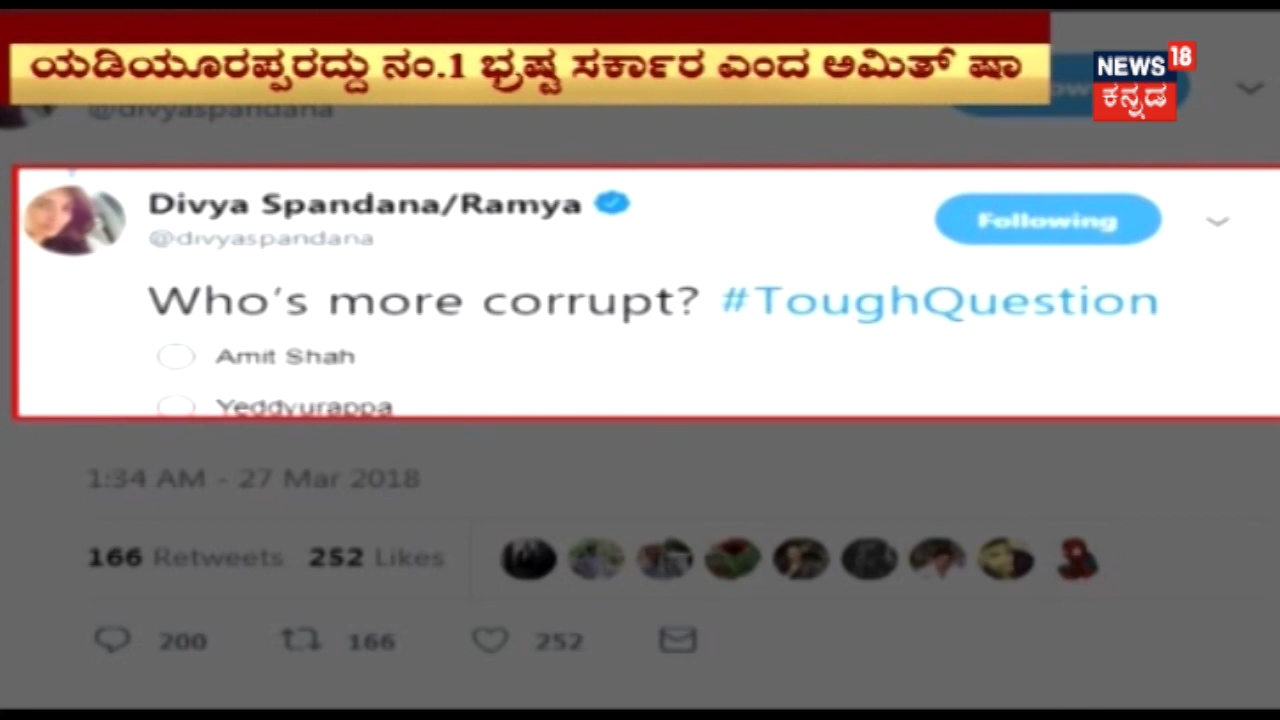 ಯಡಿಯೂರಪ್ಪರದ್ದು ನಂ.1 ಭ್ರಷ್ಟ ಸರ್ಕಾರ ಎಂದ ಅಮಿತ್ ಷಾ
NEWS 18
ಕನ್ನಡ
@divyaspandana
Divya Spandana/Ramya
@divyaspandana
Following
Who's more corrupt? #ToughQuestion
Amit Shah
Yeddyurappa
1:34 AM - 27 Mar 2018
166 Retweets 252 Likes
200 166 252